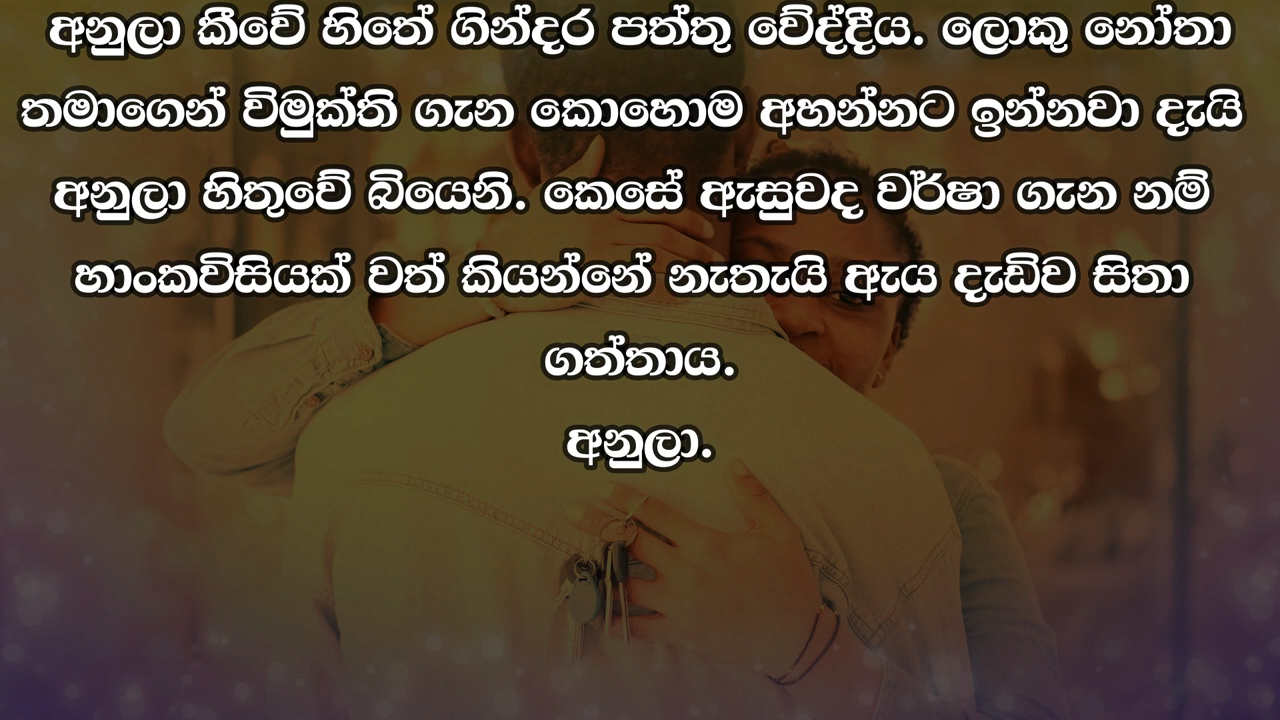 අනුලා කීවේ හිතේ ගින්දර පත්තු වේද්දීය. ලොකු නෝනා
තමාගෙන් විමුක්ති ගැන කොහොම අහන්නට ඉන්නවා දැයි
අනුලා හිතුවේ බියෙනි. කෙසේ ඇසුවද වර්ෂා ගැන නම්
හාංකවිසියක් වත් කියන්නේ නැතැයි ඇය දැඩිව සිතා
ගත්තාය.
අනුලා.